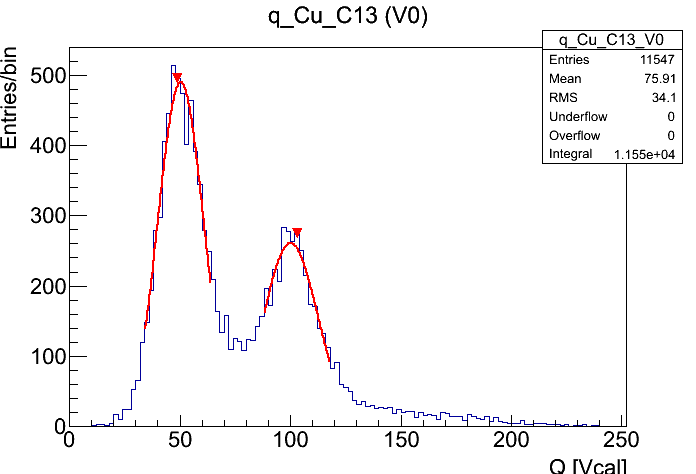 q_Cu_C13 (V0)
q_Cu_C13_V0
Entries 11547
Mean 75.91
RMS 34.1
Underflow 0
Overflow 0
Integral 1.155e+04
Entries/bin
500
400
300
200
100
0
0 50 100 150 200 250
Q [Vcal]